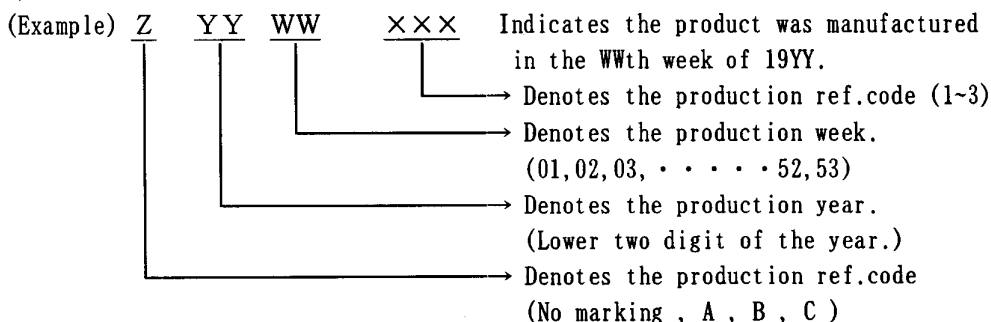 (Example) Z YY WW ××× Indicates the product was manufactured
in the WWth week of 19YY.
Denotes the production ref.code (1~3)
Denotes the production week.
(01,02,03, · · · · · 52,53)
Denotes the production year.
(Lower two digit of the year.)
Denotes the production ref.code
(No marking , A , B , C )